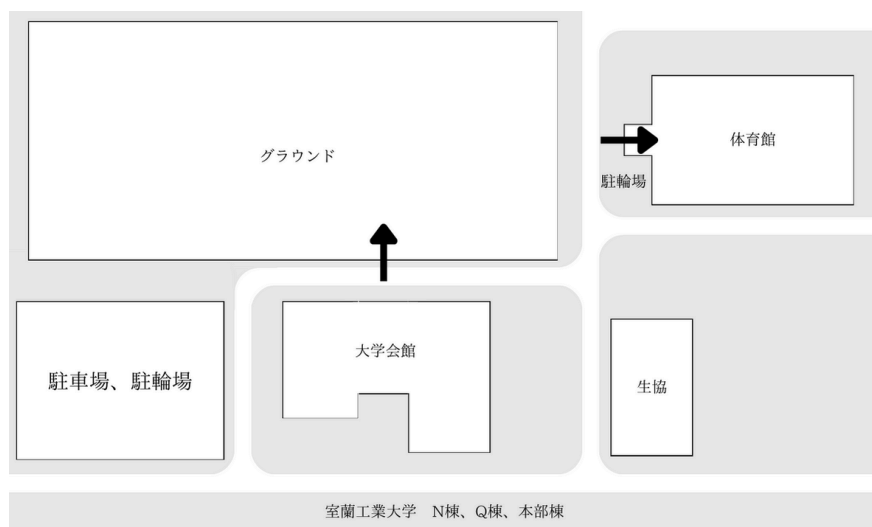 グラウンド
体育館
駐輪場
大学会館
駐車場、駐輪場
生協
室蘭工業大学　N棟、Q棟、本部棟